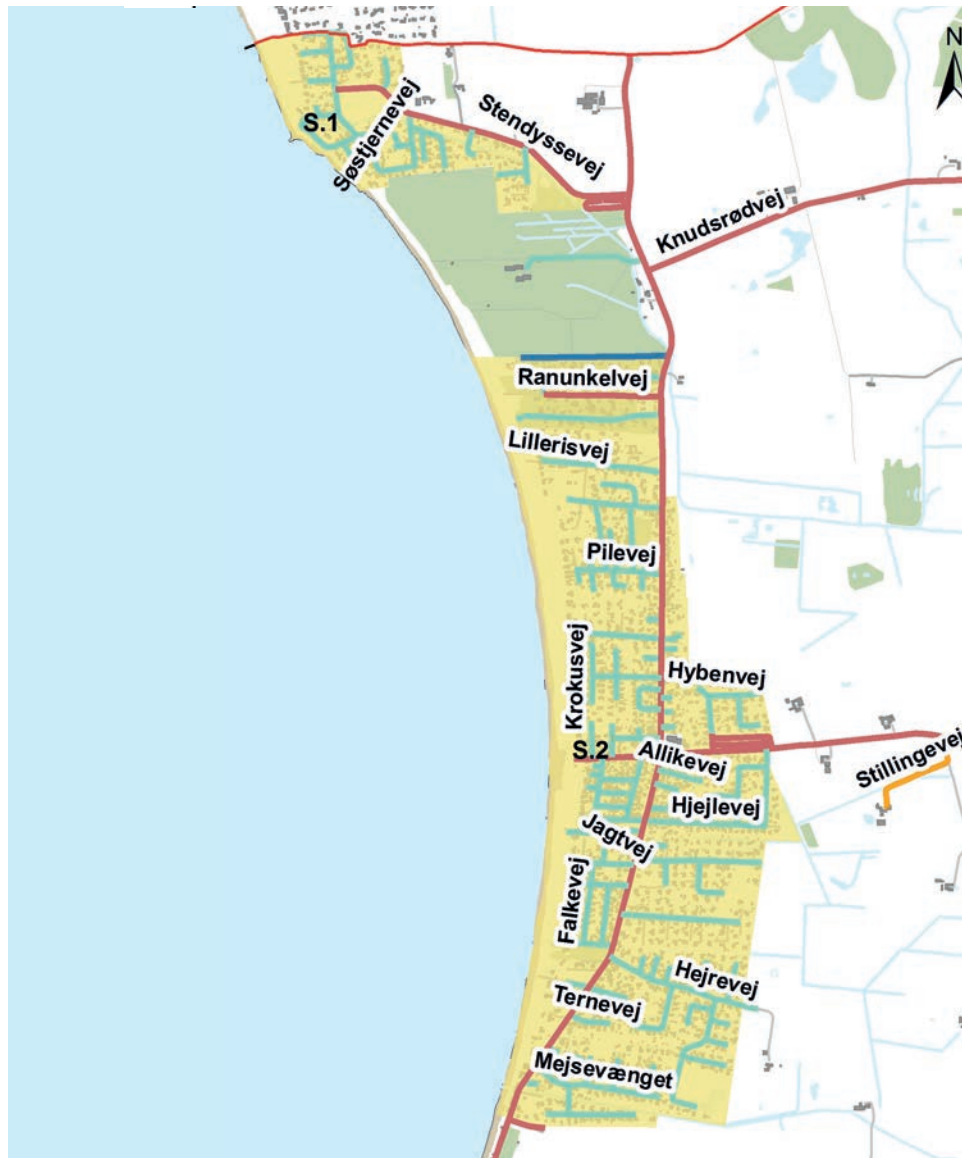 N
S.1
Søstjernevej
Stendyssevej
Knudsrødvej
Ranunkelvej
Lillerisvej
Pilevej
Krokusvej
Hybenvej
S.2
Allikevej
Stillingevej
Hjejlevej
Jagtvej
Falkevej
Hejrevej
Ternevej
Mejsevænget